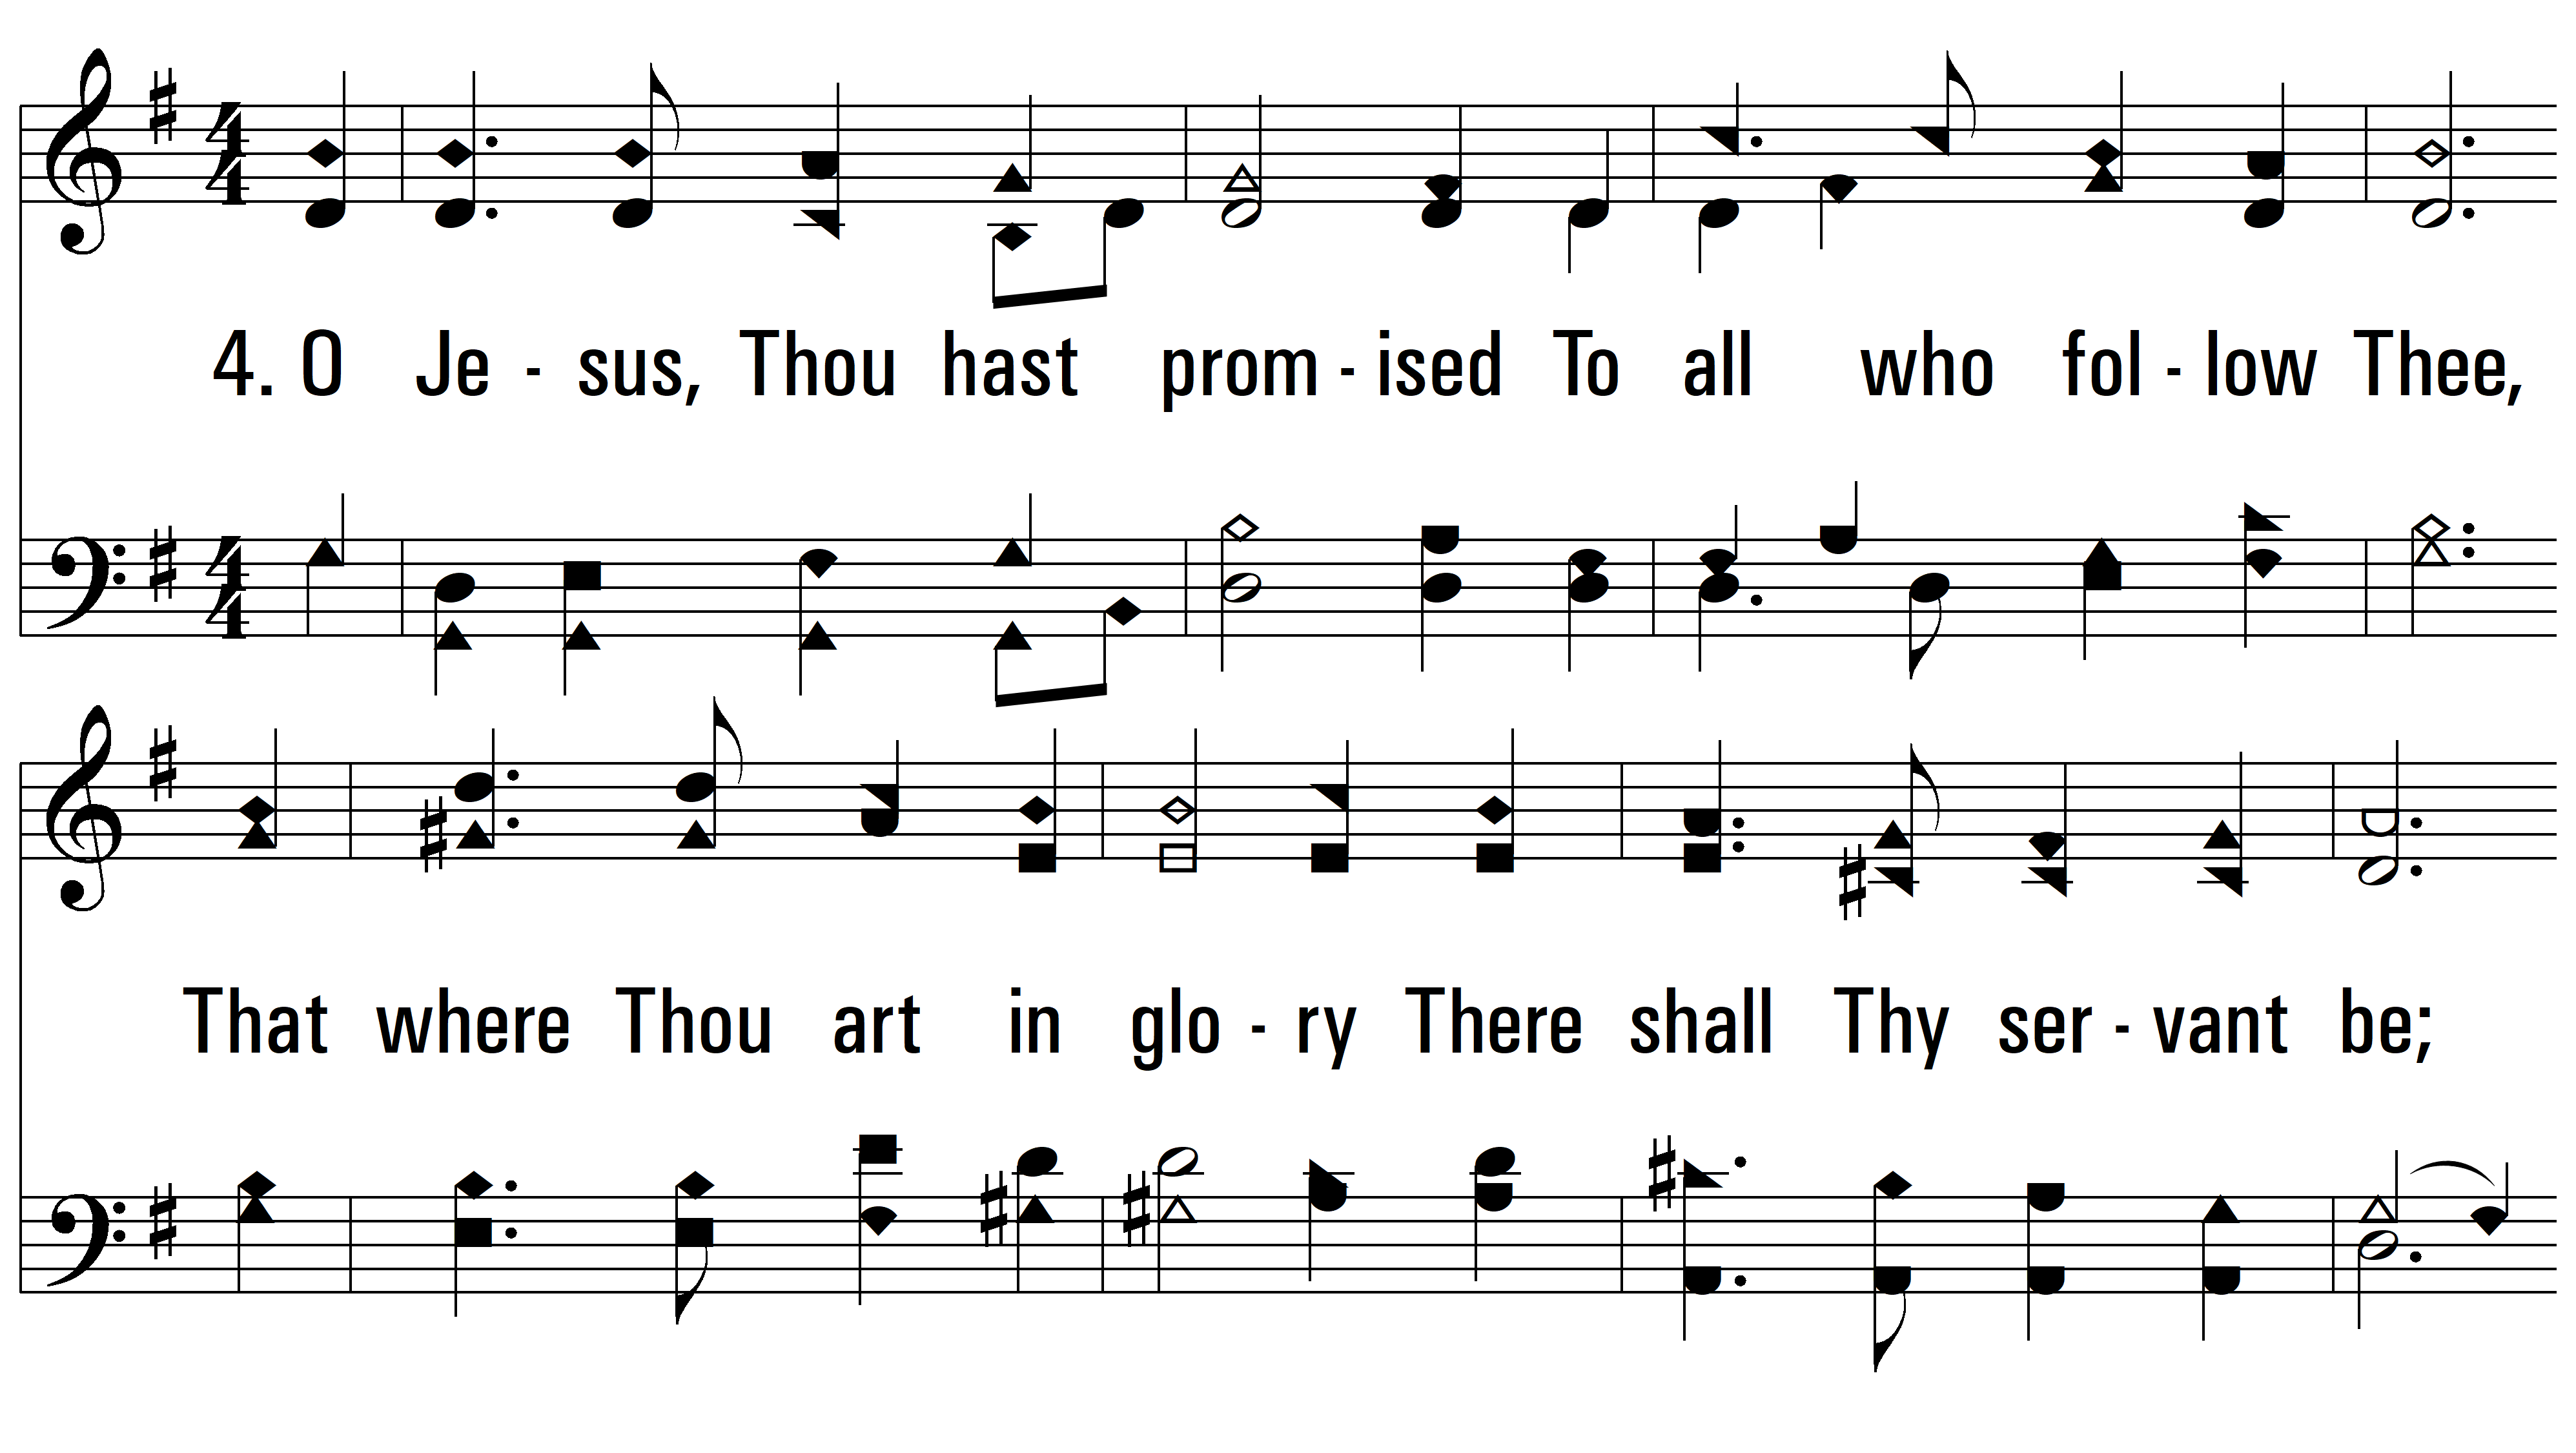 4. O Je - sus, Thou hast prom - ised To all who fol - low Thee,
That where Thou art in glo - ry There shall Thy ser - vant be;